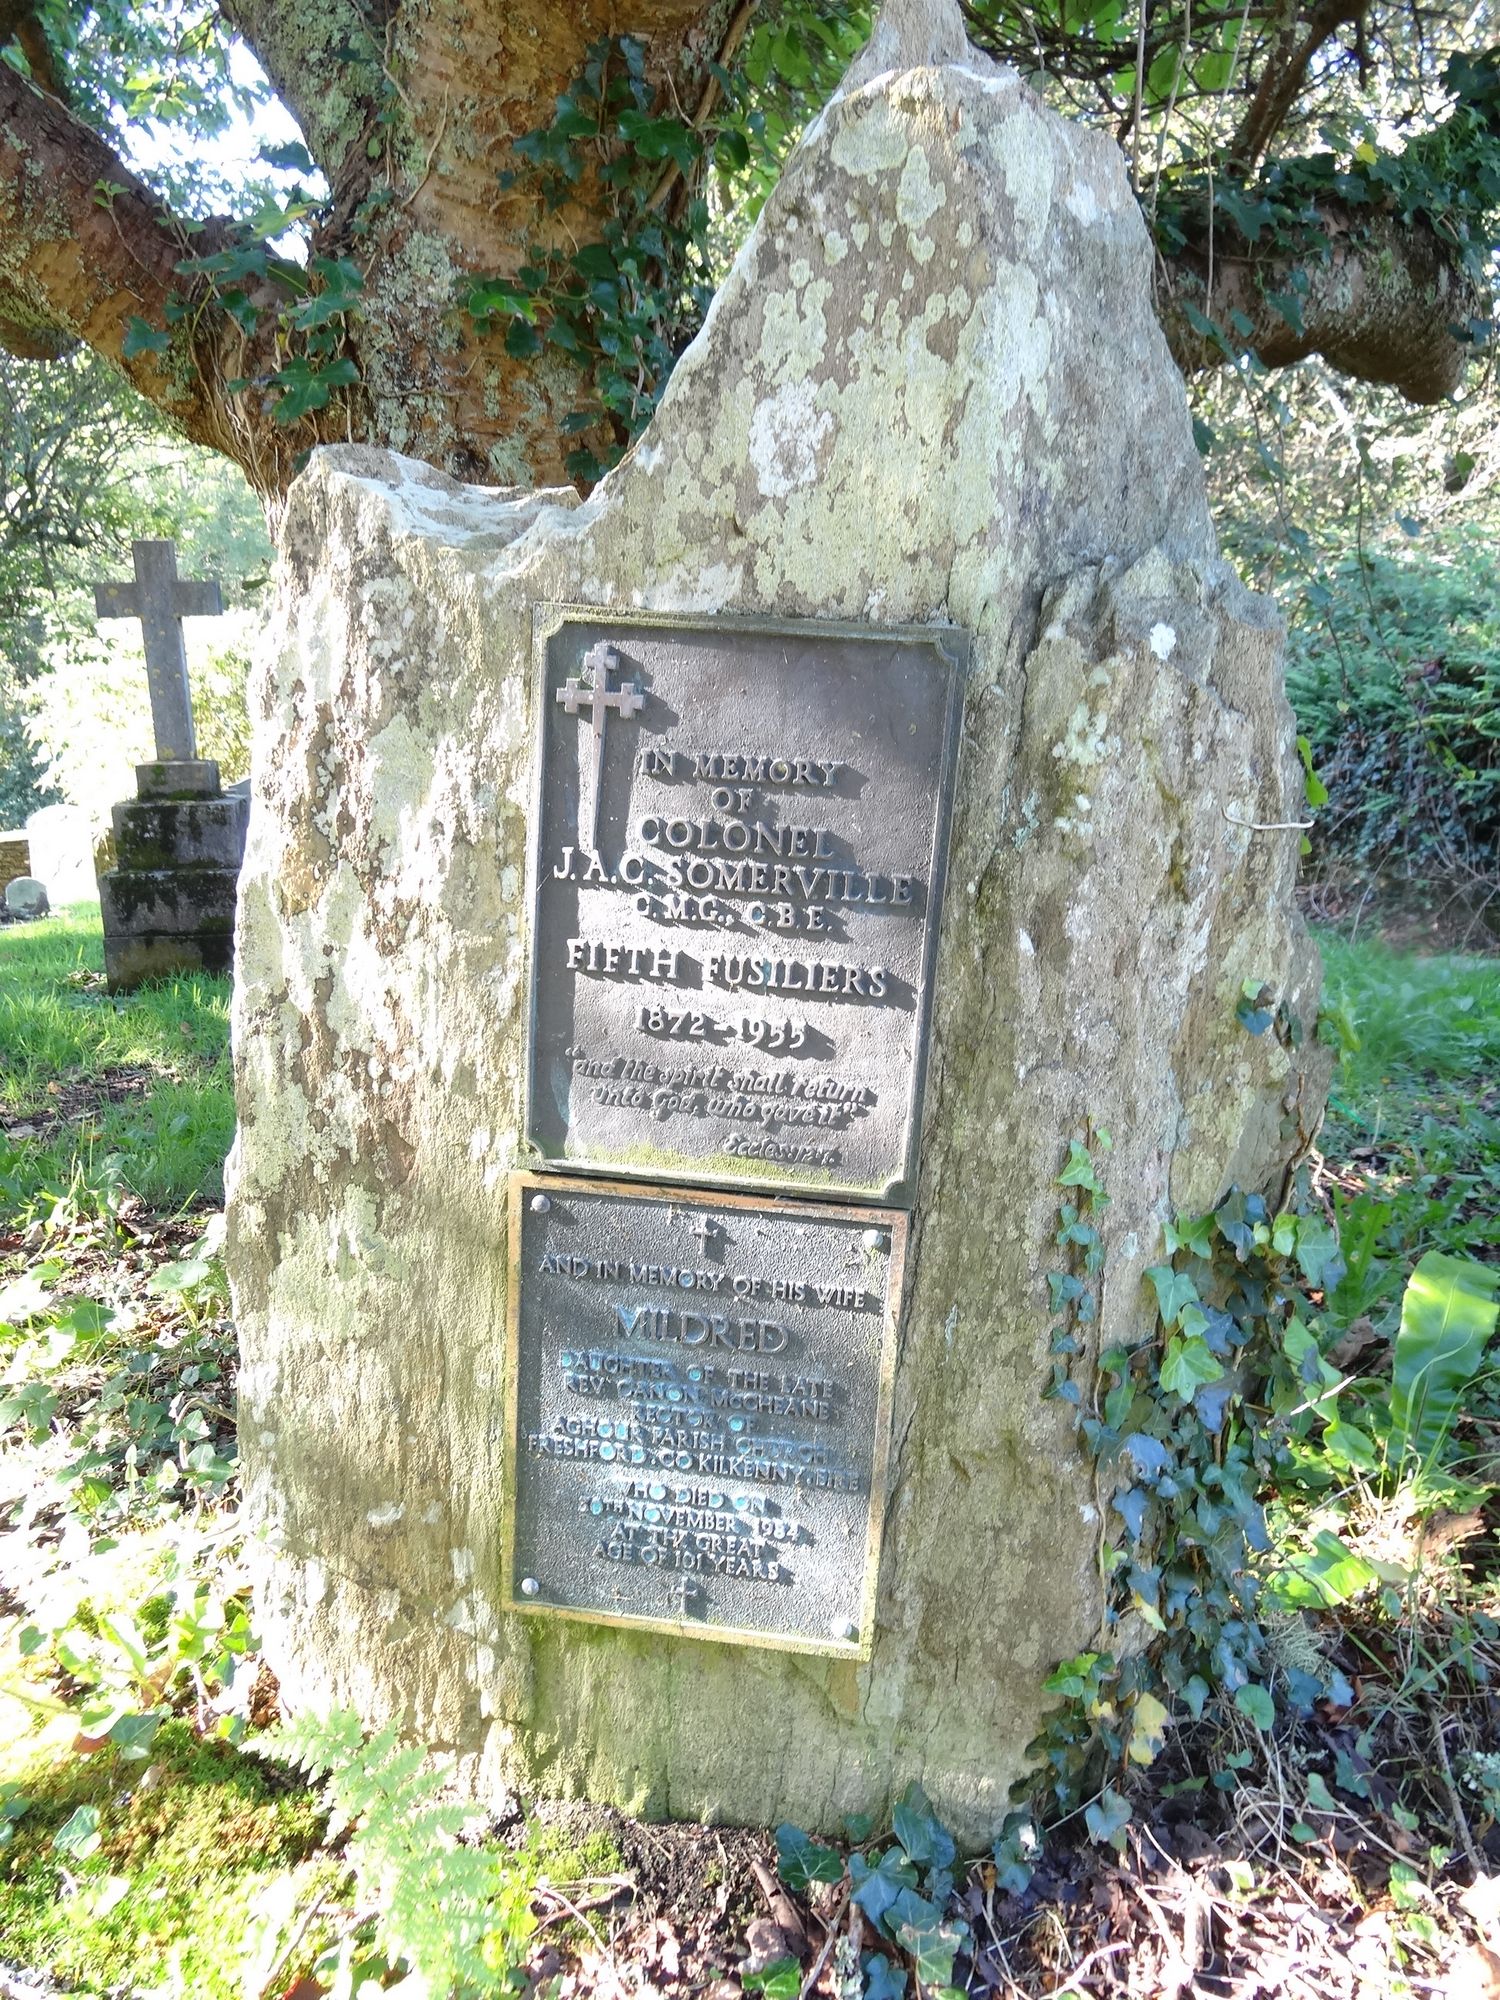 IN MEMORY
OF
COLONEL
J. A. C. SOMERVILLE
C.M.G., C.B.E.
FIFTH FUSILIERS
1872-1955
"and the spirit shall return
unto God, who gave it"
AND IN MEMORY OF HIS WIFE
MILDRED
DAUGHTER OF THE LATE
REV. CANON McCHEANE
RECTOR OF
AGHOUR PARISH CHURCH
FRESHFORD. CO KILKENNY. EIRE
WHO DIED ON
NOVEMBER 1984
AT THE GREAT
AGE OF 101 YEARS